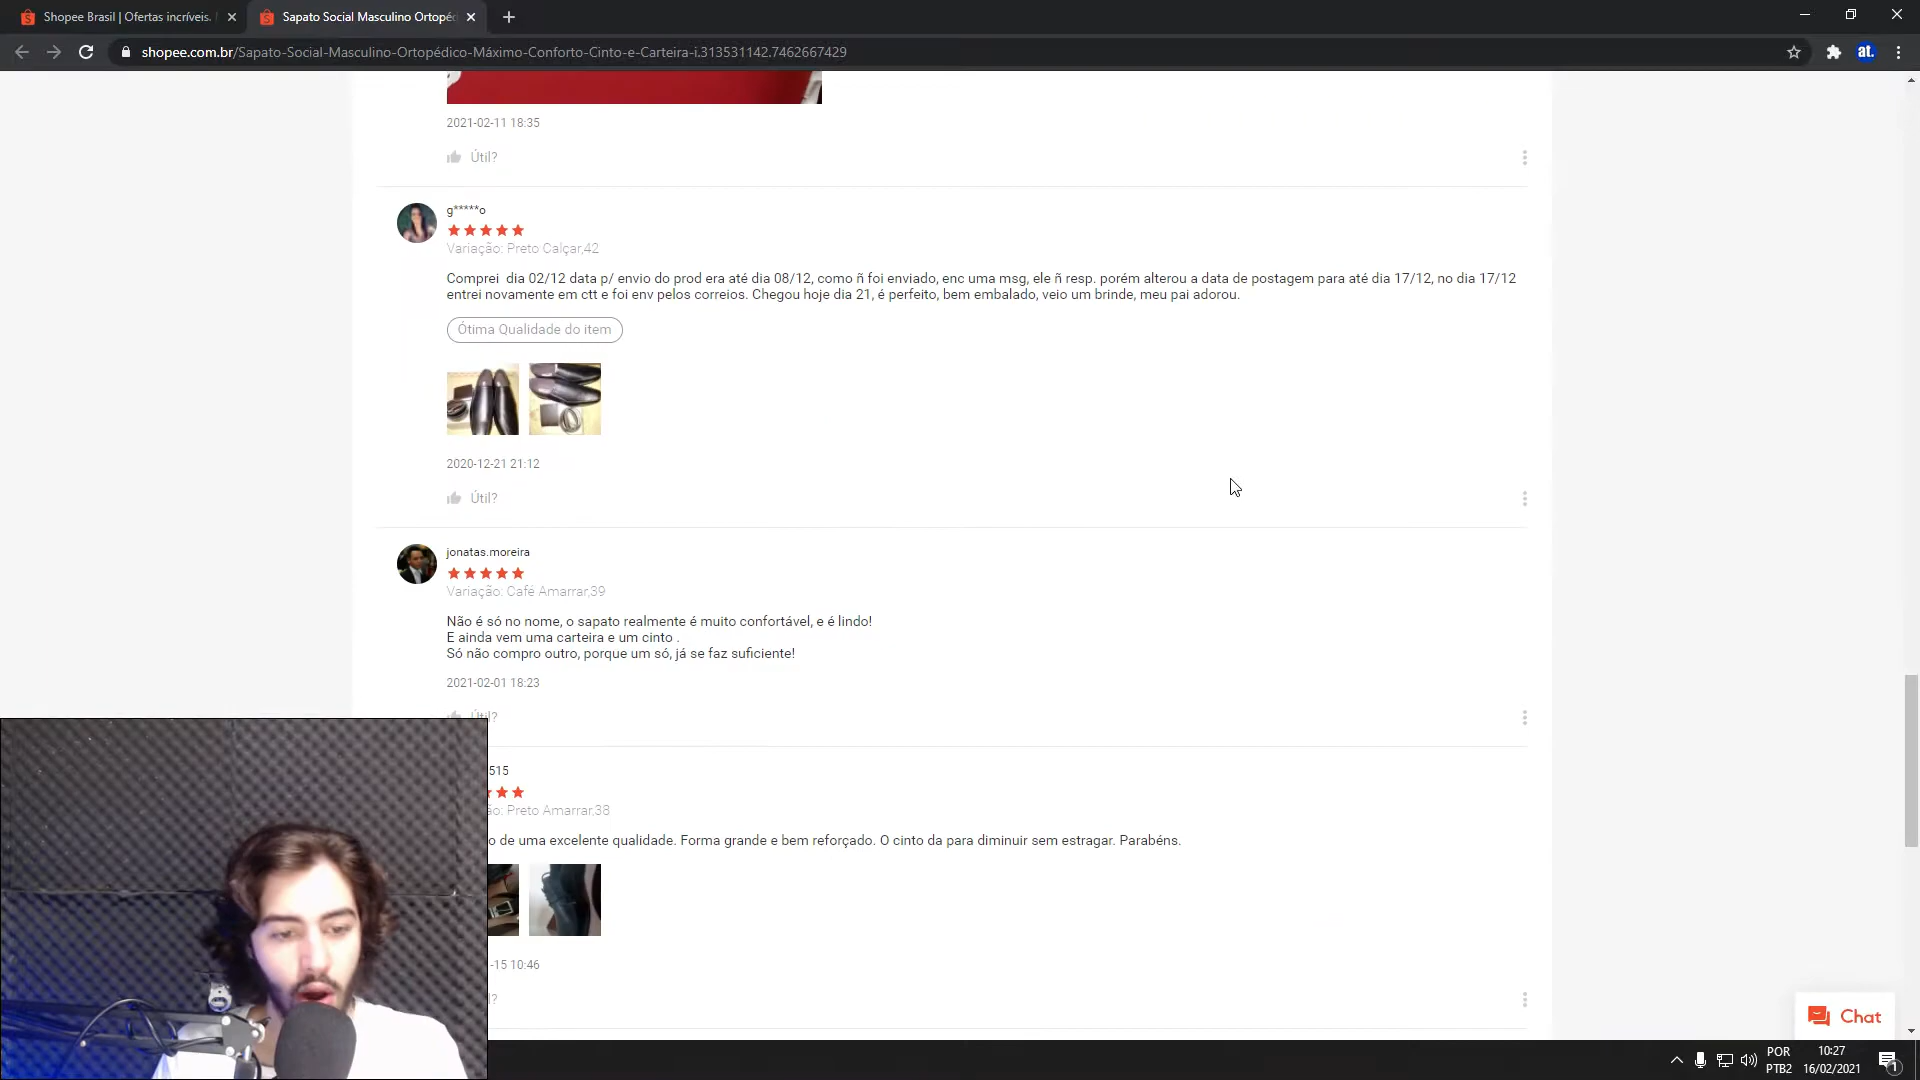 Shopee Brasil | Ofertas incríveis.
Sapato Social Masculino Ortopéd
shopee.com.br/Sapato-Social-Masculino-Ortopédico-Máximo-Conforto-Cinto-e-Carteira-i.313531142.7462667429
at.
2021-02-11 18:35
Útil?
g*****o
Variação: Preto Calçar,42
Comprei dia 02/12 data p/ envio do prod era até dia 08/12, como ñ foi enviado, enc uma msg, ele ñ resp. porém alterou a data de postagem para até dia 17/12, no dia 17/12
entrei novamente em ctt e foi env pelos correios. Chegou hoje dia 21, é perfeito, bem embalado, veio um brinde, meu pai adorou.
Ótima Qualidade do item
2020-12-21 21:12
Útil?
jonatas.moreira
Variação: Café Amarrar,39
Não é só no nome, o sapato realmente é muito confortável, e é lindo!
E ainda vem uma carteira e um cinto .
Só não compro outro, porque um só, já se faz suficiente!
2021-02-01 18:23
Útil?
515
ão: Preto Amarrar,38
o de uma excelente qualidade. Forma grande e bem reforçado. O cinto da para diminuir sem estragar. Parabéns.
-15 10:46
l?
Chat
POR
PTB2
10:27
16/02/2021
1